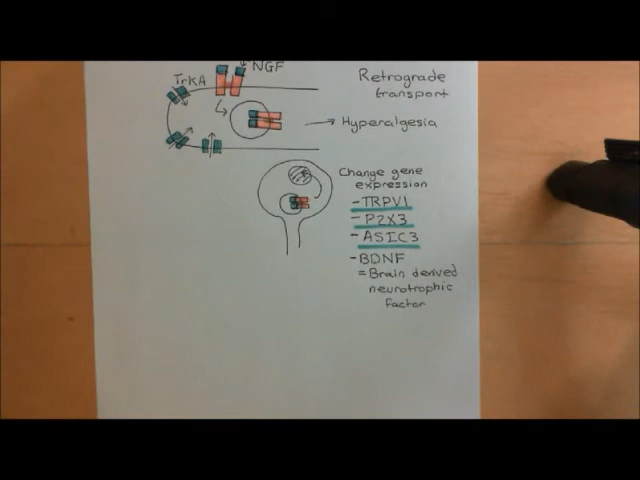 NGF
TrkA
Retrograde
transport
→ Hyperalgesia
Change gene
expression
- TRPV1
- P2X3
- ASIC3
- BDNF
= Brain derived
neurotrophic
factor